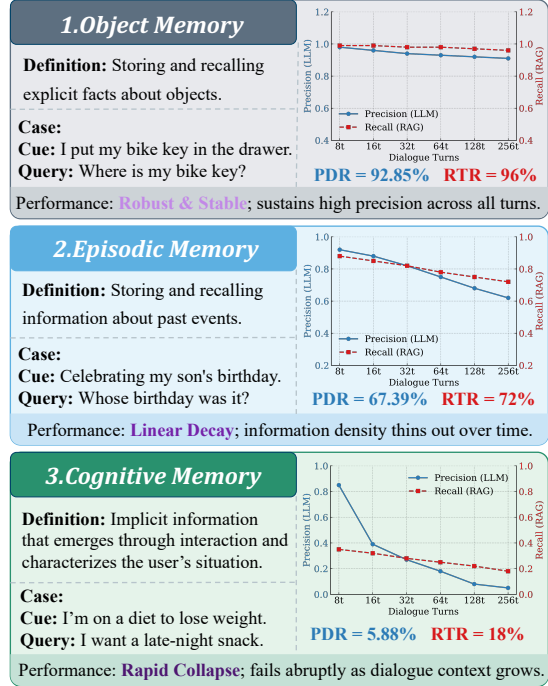 1.Object Memory
Definition: Storing and recalling
explicit facts about objects.
Case:
Cue: I put my bike key in the drawer.
Query: Where is my bike key?
1.2
1.0
0.8
0.6
0.4
Precision (LLM)
Precision (LLM)
Recall (RAG)
1.2
1.0
0.8
0.6
0.4
Recall (RAG)
8t 16t 32t 64t 128t 256t
Dialogue Turns
PDR = 92.85% RTR = 96%
Performance: Robust & Stable; sustains high precision across all turns.
2.Episodic Memory
Definition: Storing and recalling
information about past events.
Case:
Cue: Celebrating my son's birthday.
Query: Whose birthday was it?
1.0
0.8
0.6
0.4
0.2
Precision (LLM)
Precision (LLM)
Recall (RAG)
1.0
0.8
0.6
0.4
0.2
Recall (RAG)
8t 16t 32t 64t 128t 256t
Dialogue Turns
PDR = 67.39% RTR = 72%
Performance: Linear Decay; information density thins out over time.
3.Cognitive Memory
Definition: Implicit information
that emerges through interaction and
characterizes the user's situation.
Case:
Cue: I'm on a diet to lose weight.
Query: I want a late-night snack.
1.0
0.8
0.6
0.4
0.2
0.0
Precision (LLM)
Precision (LLM)
Recall (RAG)
1.0
0.8
0.6
0.4
0.2
0.0
Recall (RAG)
8t 16t 32t 64t 128t 256t
Dialogue Turns
PDR = 5.88% RTR = 18%
Performance: Rapid Collapse; fails abruptly as dialogue context grows.